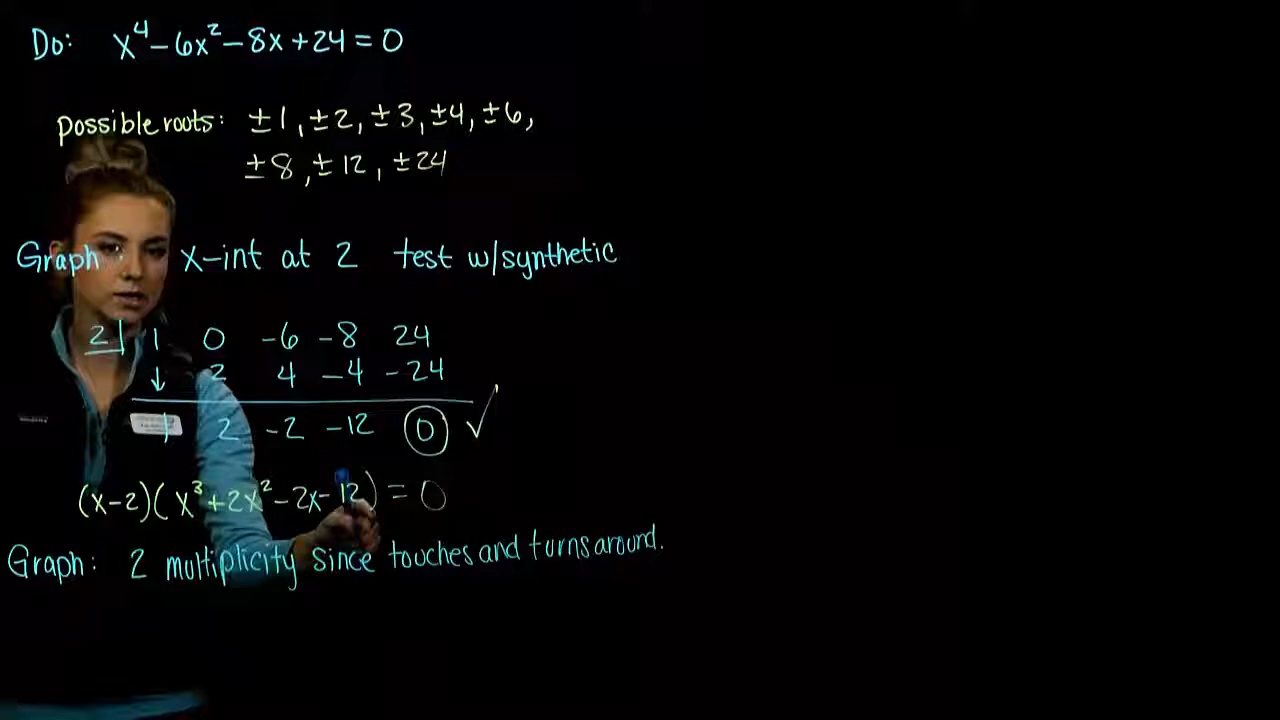 Do: x⁴ - 6x² - 8x + 24 = 0
possible roots: ±1, ±2, ±3, ±4, ±6,
±8, ±12, ±24
Graph: x-int at 2 test w/synthetic
2| 1 0 -6 -8 24
↓ 2 4 -4 -24
1 2 -2 -12 0 ✓
(x-2)(x³+2x²-2x-12) = 0
Graph: 2 multiplicity since touches and turns around.